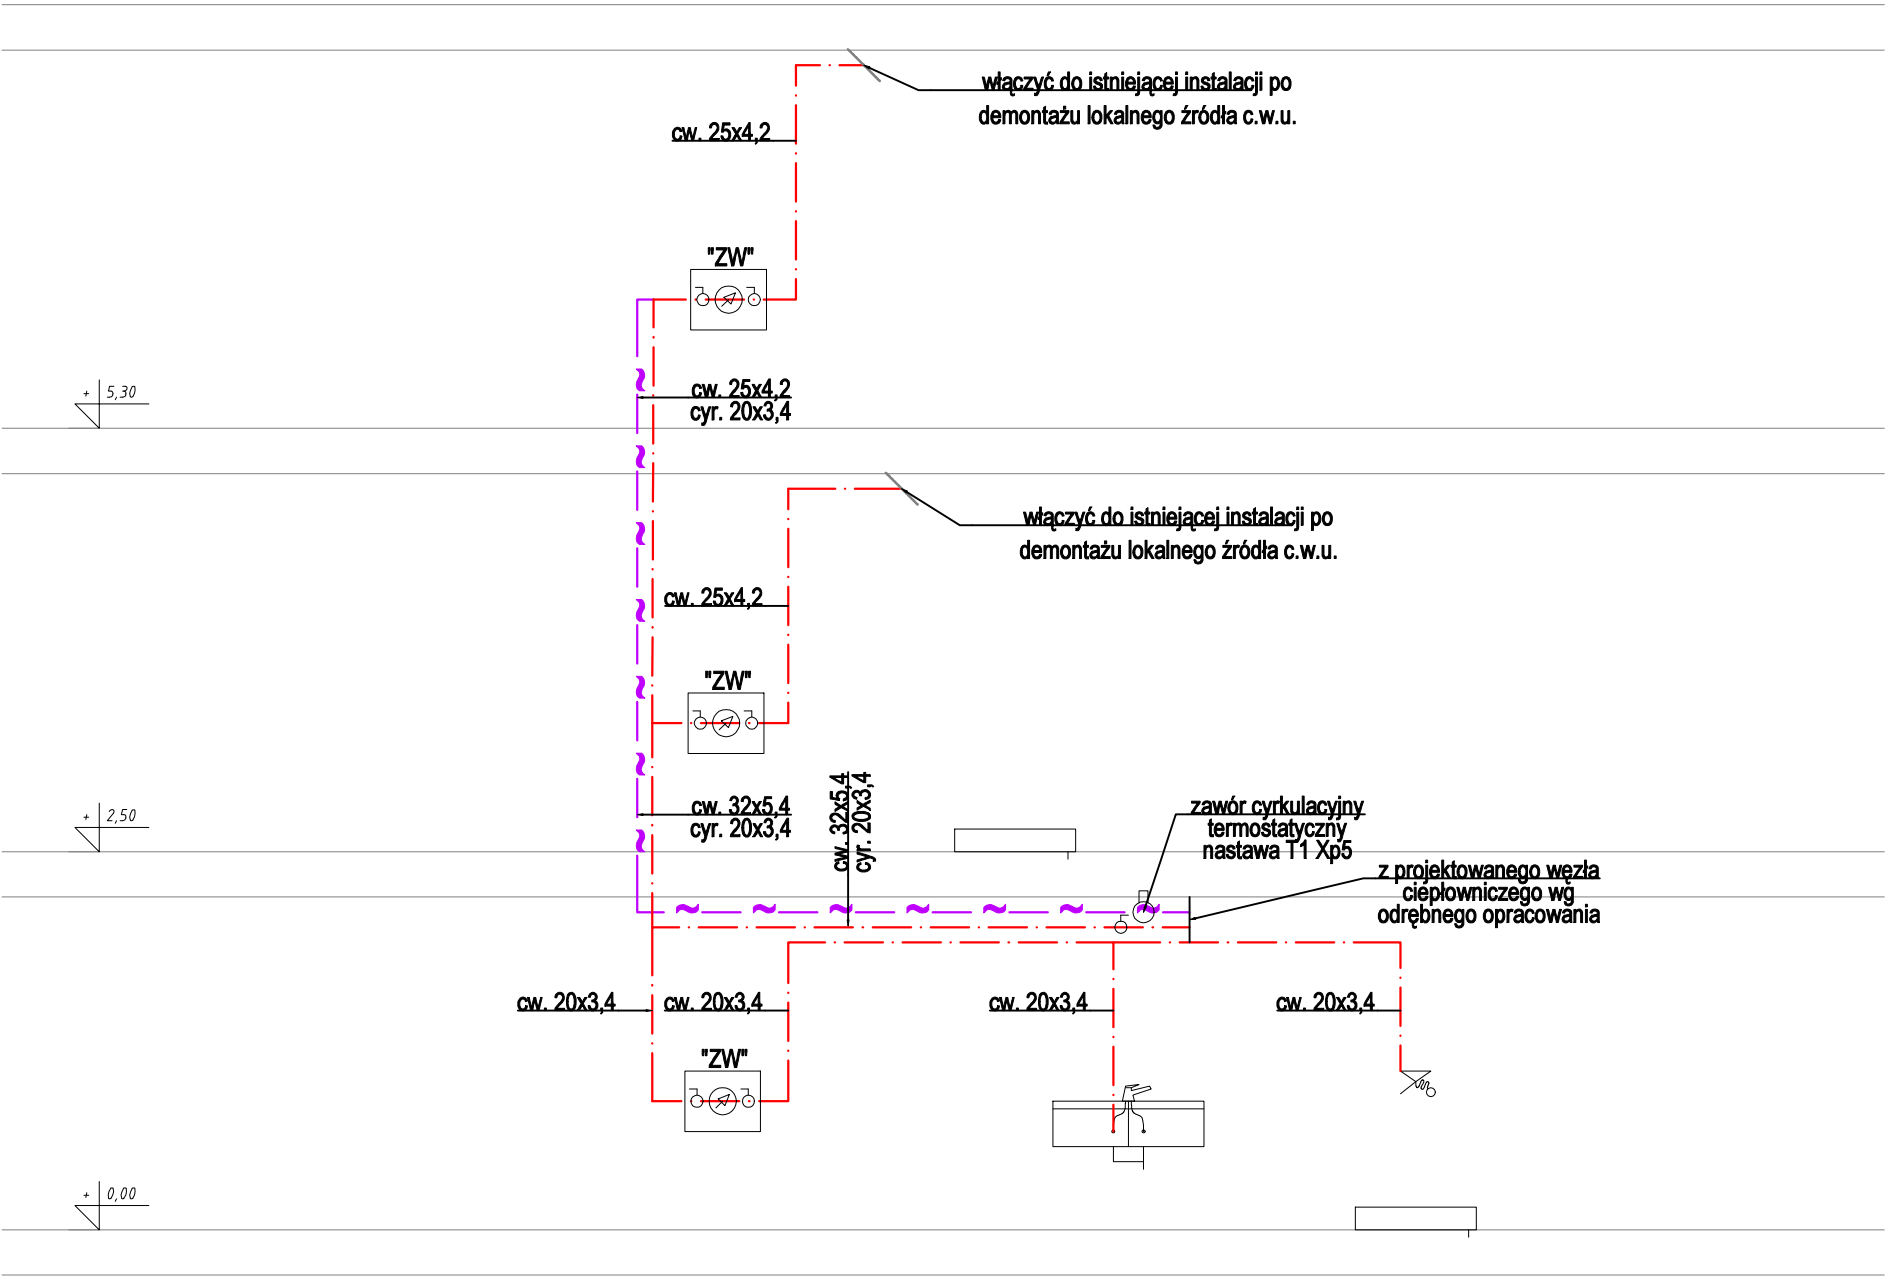 włączyć do istniejącej instalacji po
demontażu lokalnego źródła c.w.u.
cw. 25x4,2
"ZW"
+ 5,30
cw. 25x4,2
cyr. 20x3,4
włączyć do istniejącej instalacji po
demontażu lokalnego źródła c.w.u.
cw. 25x4,2
"ZW"
+ 2,50
cw. 32x5,4
cyr. 20x3,4
cw. 32x5,4
cyr. 20x3,4
zawór cyrkulacyjny
termostatyczny
nastawa T1 Xp5
z projektowanego węzła
ciepłowniczego wg
odrębnego opracowania
cw. 20x3,4
cw. 20x3,4
cw. 20x3,4
cw. 20x3,4
"ZW"
+ 0,00